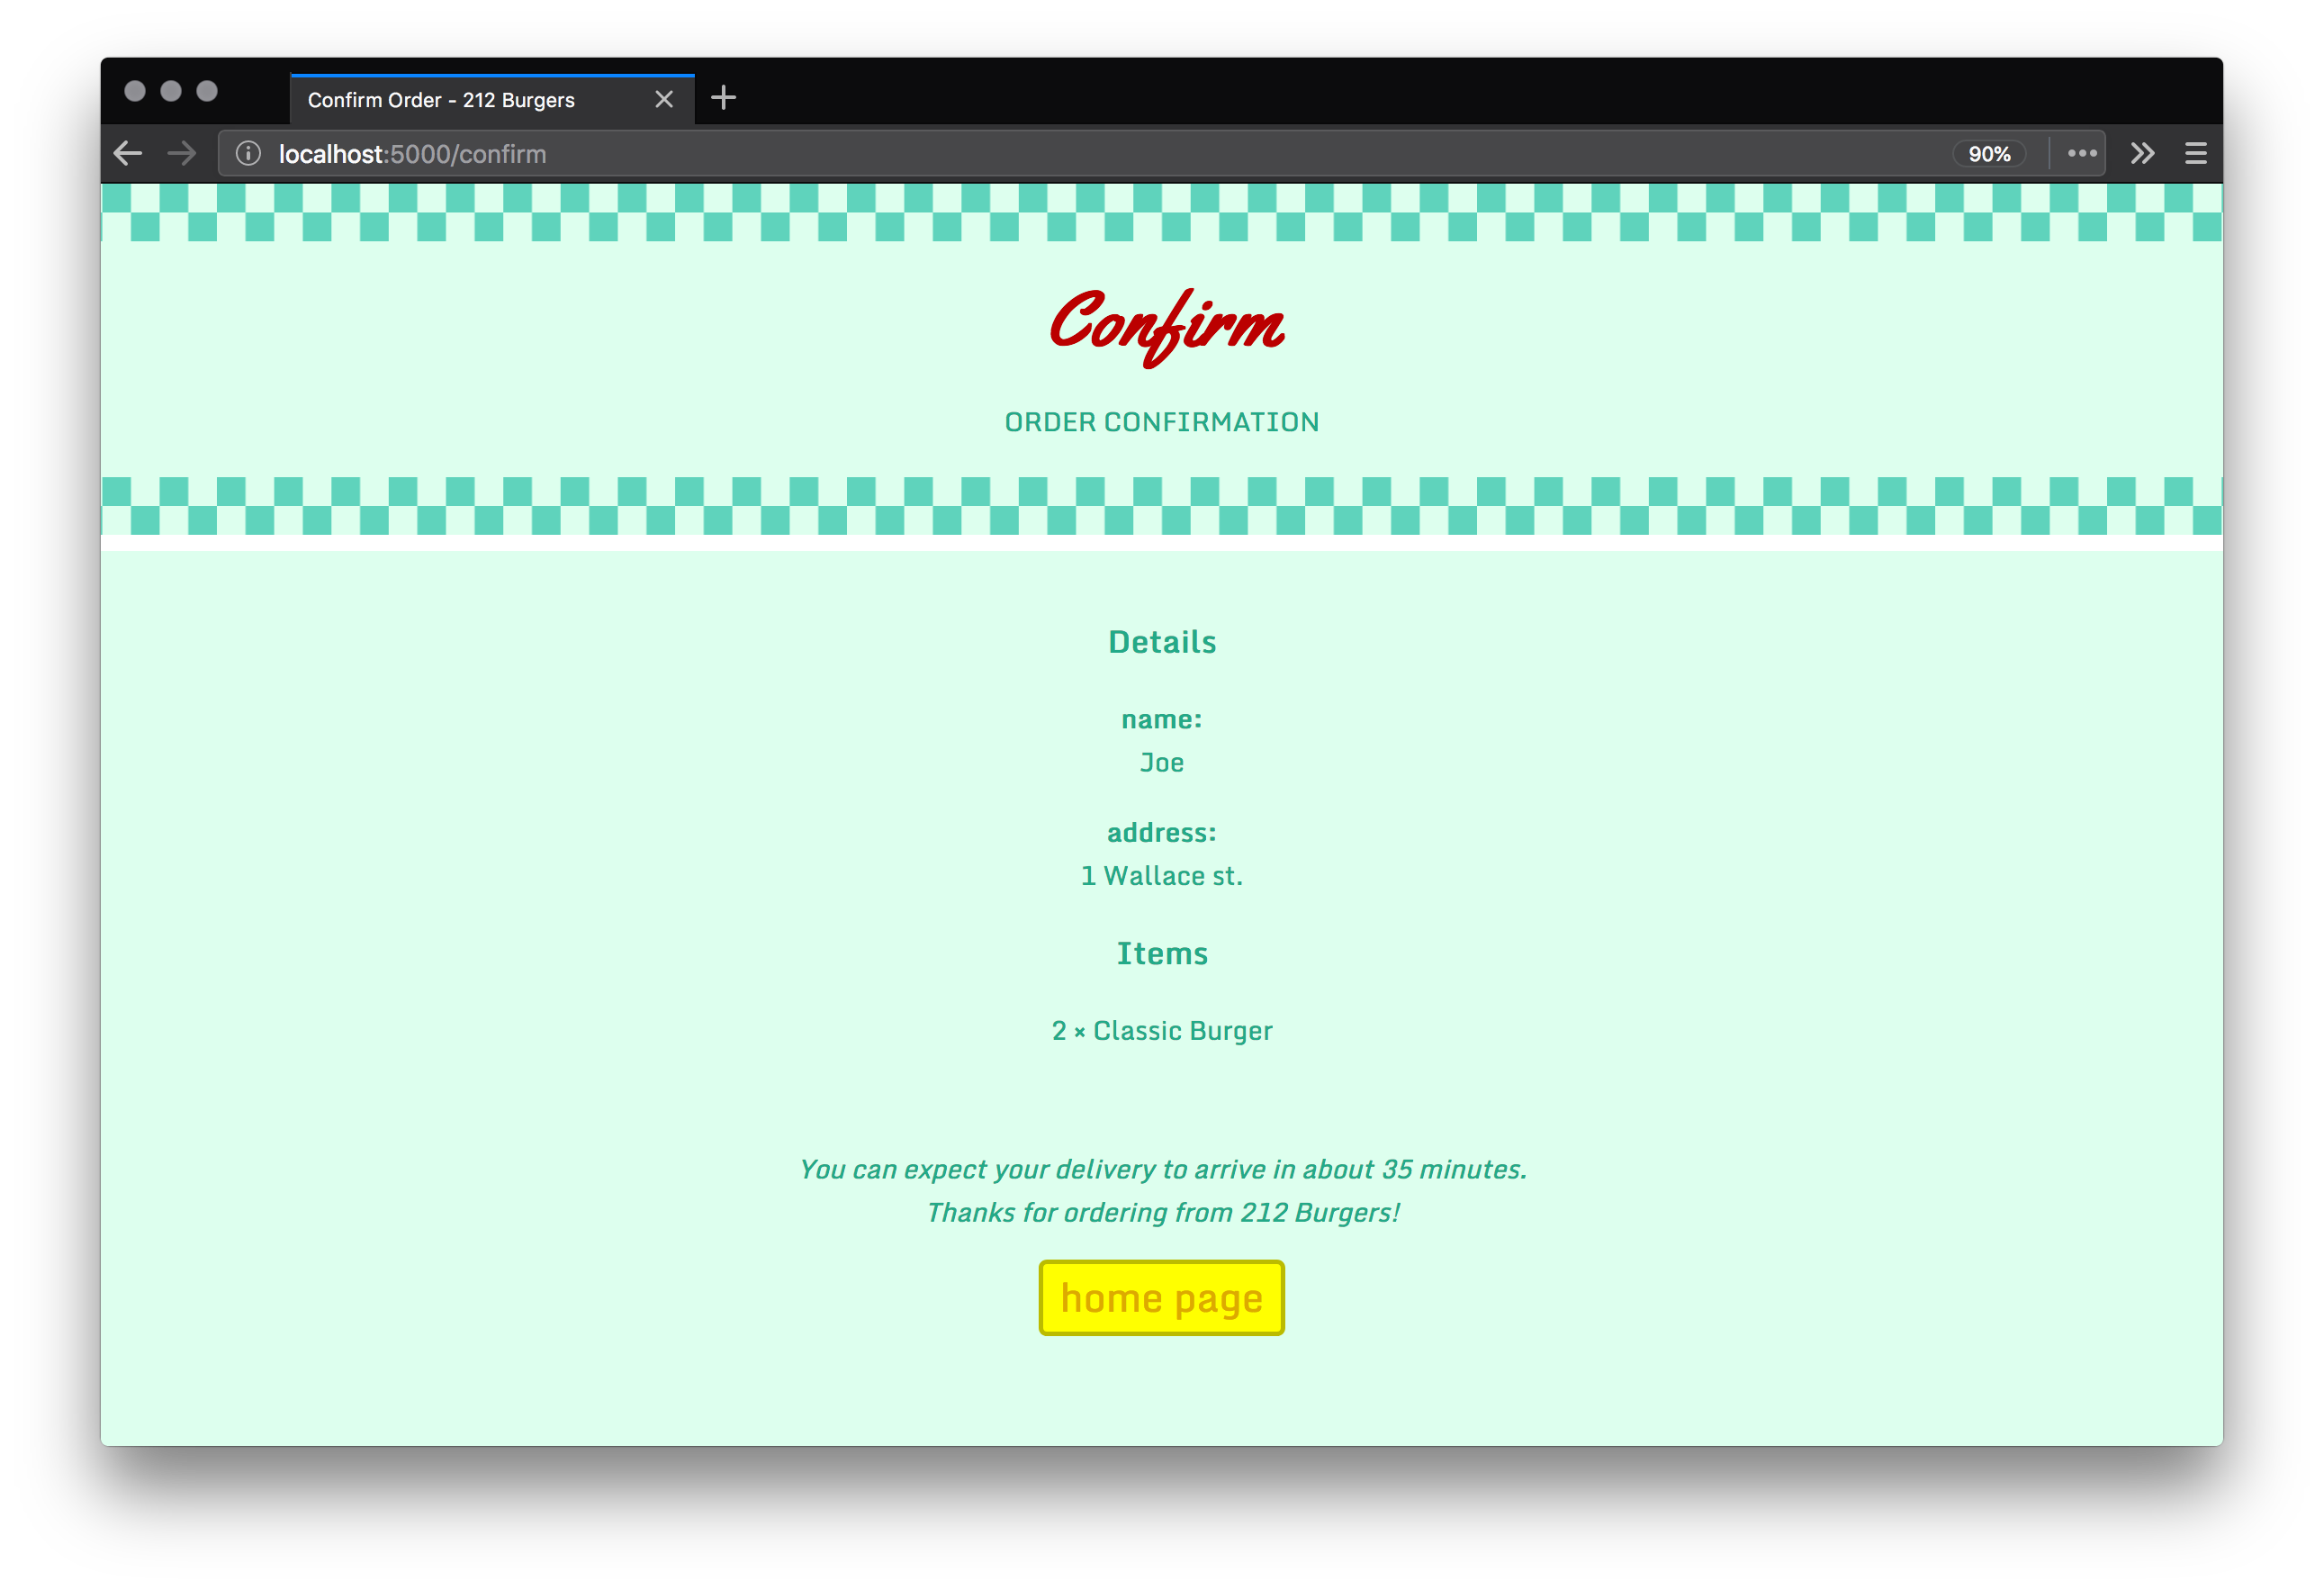 Confirm Order - 212 Burgers
localhost:5000/confirm
90%
Confirm
ORDER CONFIRMATION
Details
name:
Joe
address:
1 Wallace st.
Items
2 × Classic Burger
You can expect your delivery to arrive in about 35 minutes.
Thanks for ordering from 212 Burgers!
home page